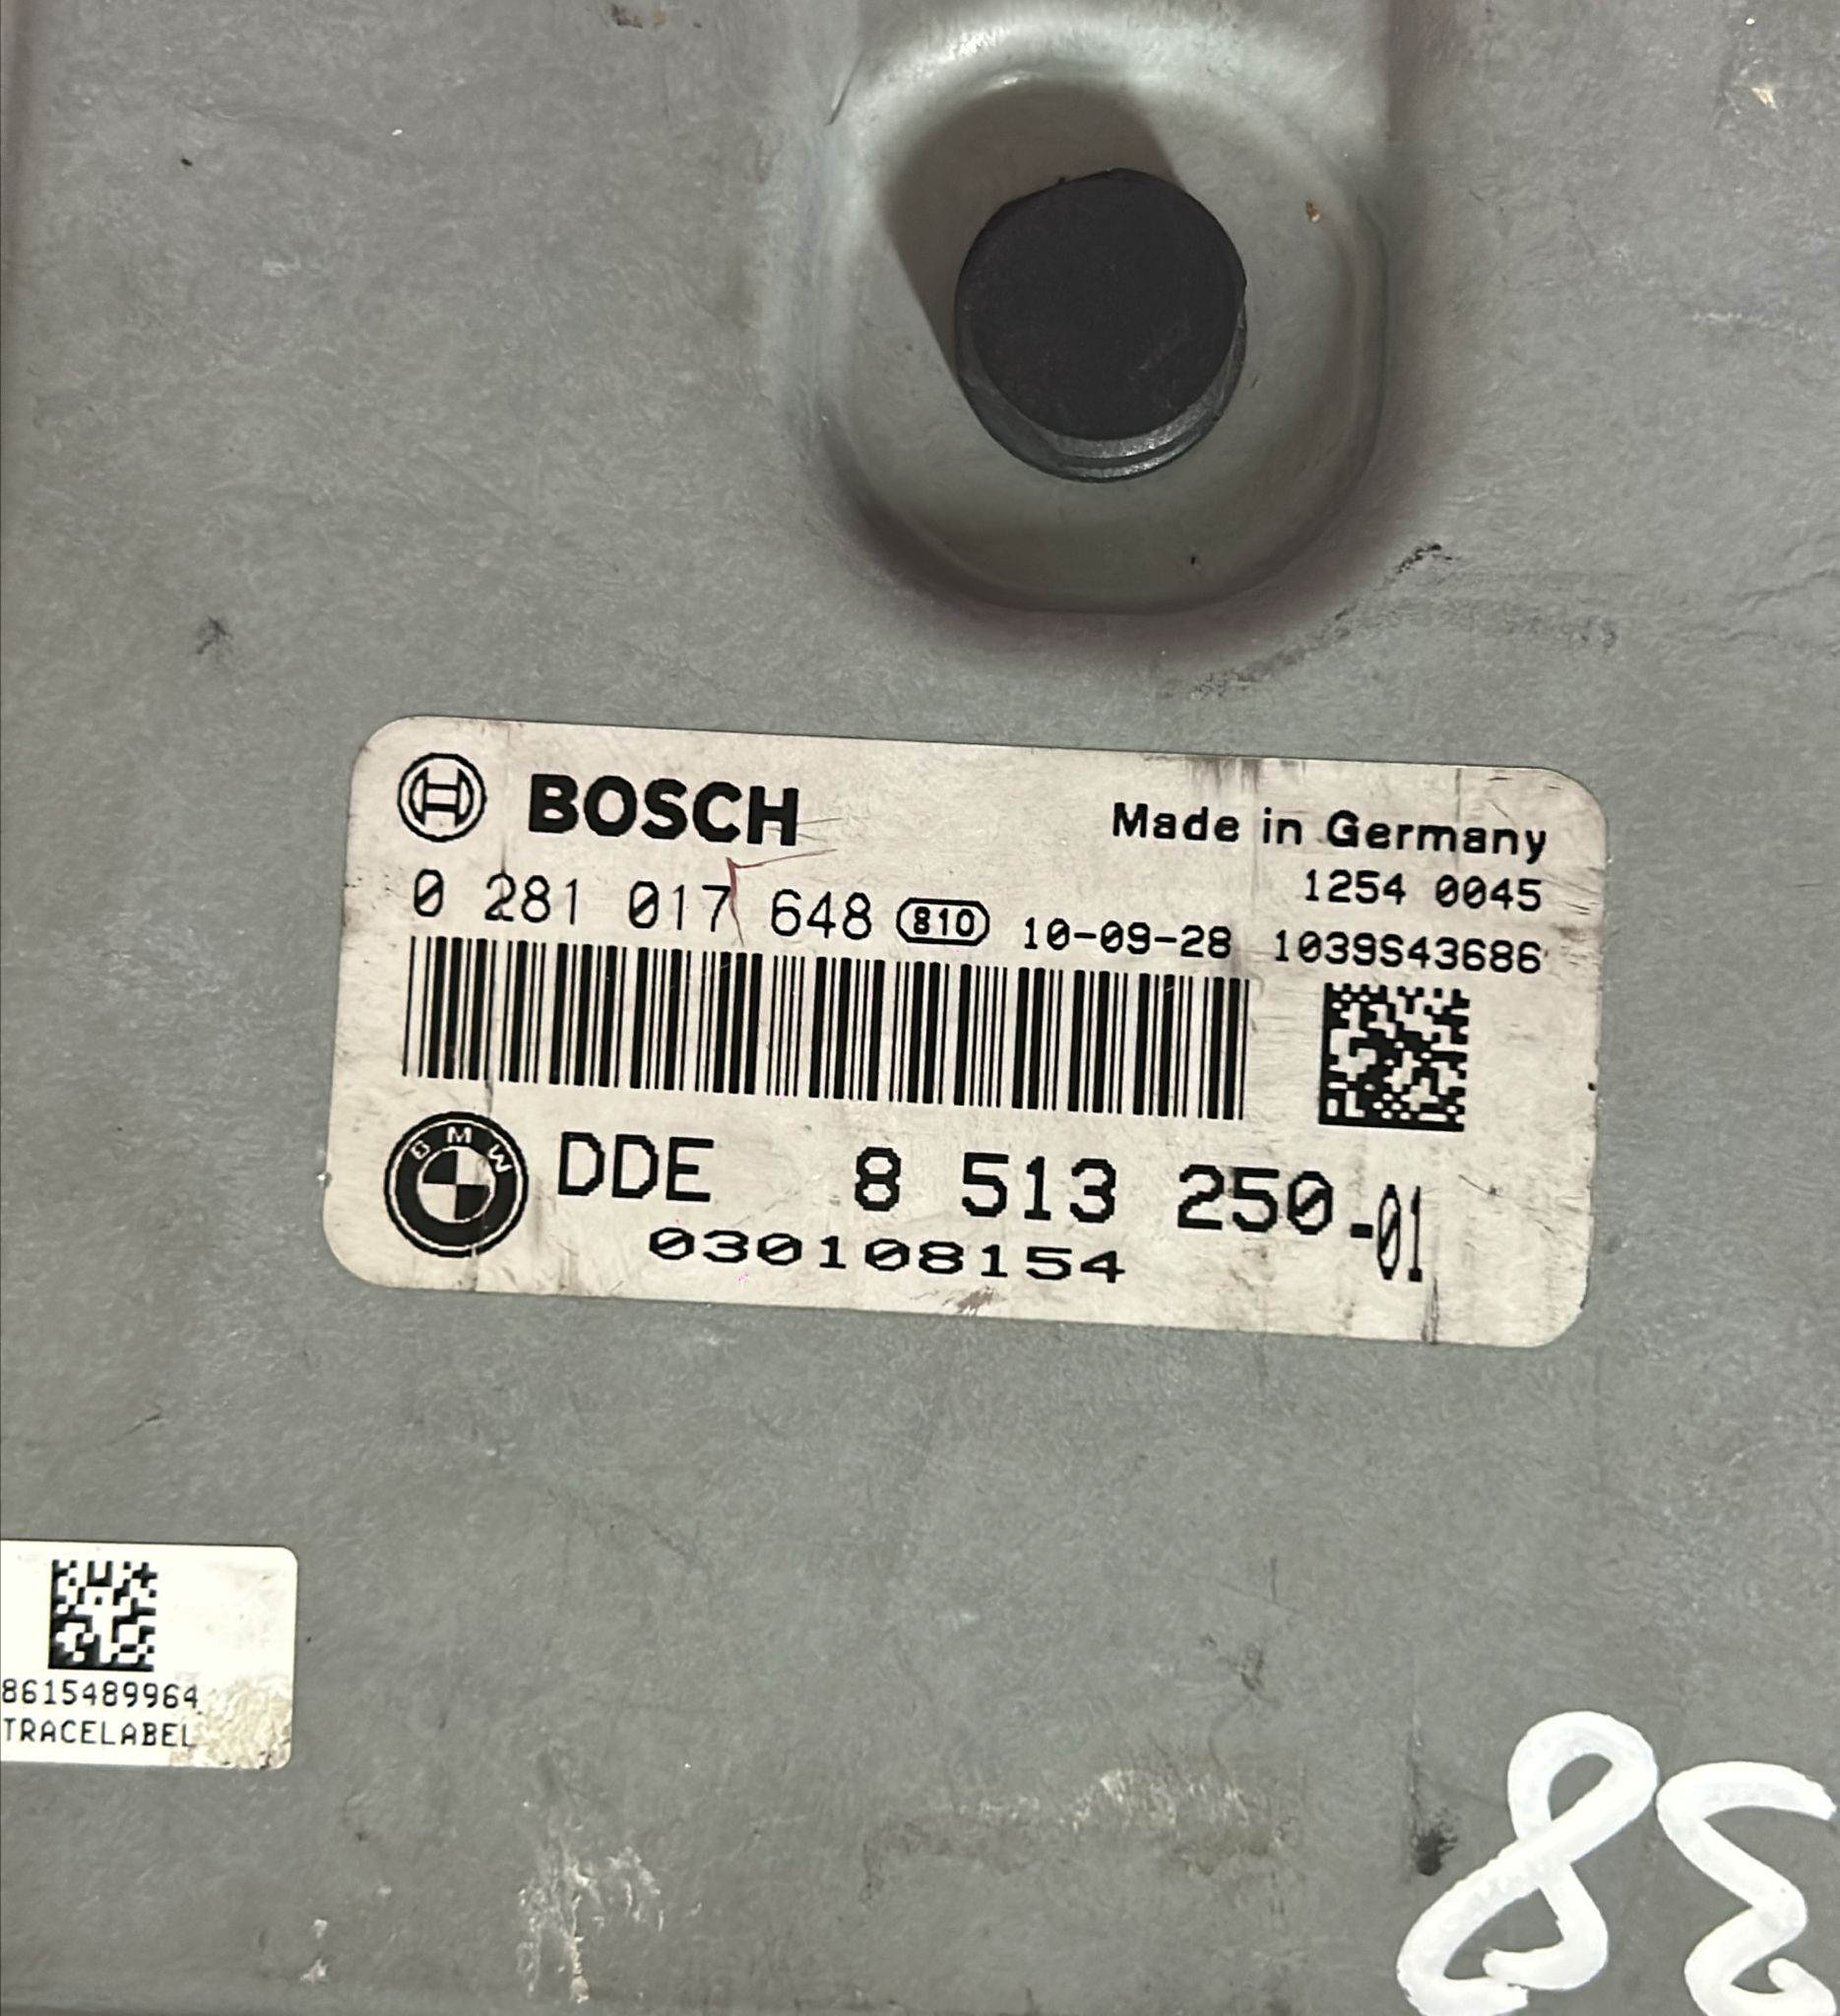 BOSCH
Made in Germany
1254 0045
0 281 017 648 810 10-09-28 1039S43686
BMW DDE 8 513 250-01
030108154
8615489964
TRACELABEL